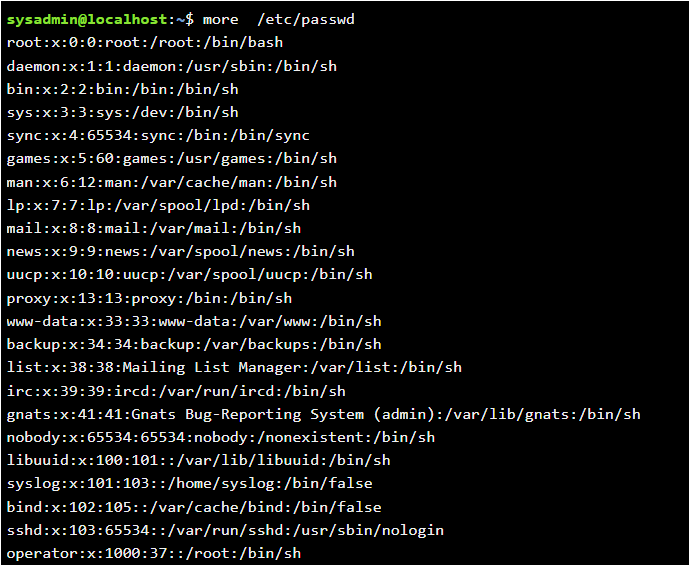 sysadmin@localhost:~$ more  /etc/passwd
root:x:0:0:root:/root:/bin/bash
daemon:x:1:1:daemon:/usr/sbin:/bin/sh
bin:x:2:2:bin:/bin:/bin/sh
sys:x:3:3:sys:/dev:/bin/sh
sync:x:4:65534:sync:/bin:/bin/sync
games:x:5:60:games:/usr/games:/bin/sh
man:x:6:12:man:/var/cache/man:/bin/sh
lp:x:7:7:lp:/var/spool/lpd:/bin/sh
mail:x:8:8:mail:/var/mail:/bin/sh
news:x:9:9:news:/var/spool/news:/bin/sh
uucp:x:10:10:uucp:/var/spool/uucp:/bin/sh
proxy:x:13:13:proxy:/bin:/bin/sh
www-data:x:33:33:www-data:/var/www:/bin/sh
backup:x:34:34:backup:/var/backups:/bin/sh
list:x:38:38:Mailing List Manager:/var/list:/bin/sh
irc:x:39:39:ircd:/var/run/ircd:/bin/sh
gnats:x:41:41:Gnats Bug-Reporting System (admin):/var/lib/gnats:/bin/sh
nobody:x:65534:65534:nobody:/nonexistent:/bin/sh
libuuid:x:100:101::/var/lib/libuuid:/bin/sh
syslog:x:101:103::/home/syslog:/bin/false
bind:x:102:105::/var/cache/bind:/bin/false
sshd:x:103:65534::/var/run/sshd:/usr/sbin/nologin
operator:x:1000:37::/root:/bin/sh